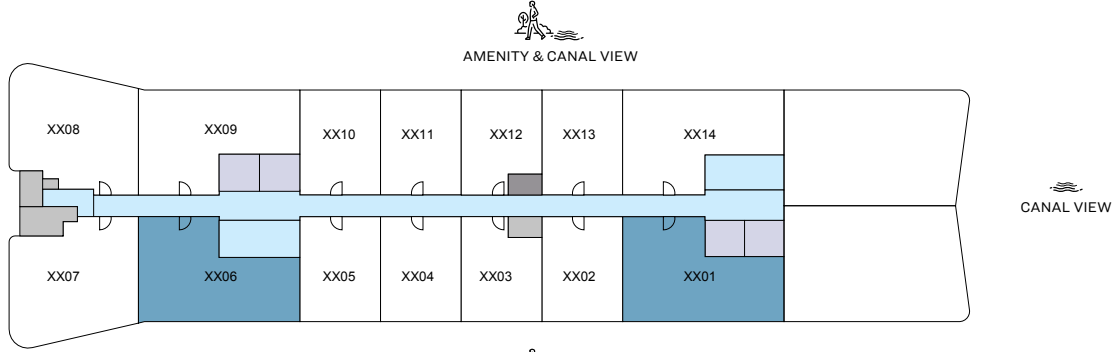 AMENITY & CANAL VIEW
XX08
XX09
XX10
XX11
XX12
XX13
XX14
CANAL VIEW
XX07
XX06
XX05
XX04
XX03
XX02
XX01